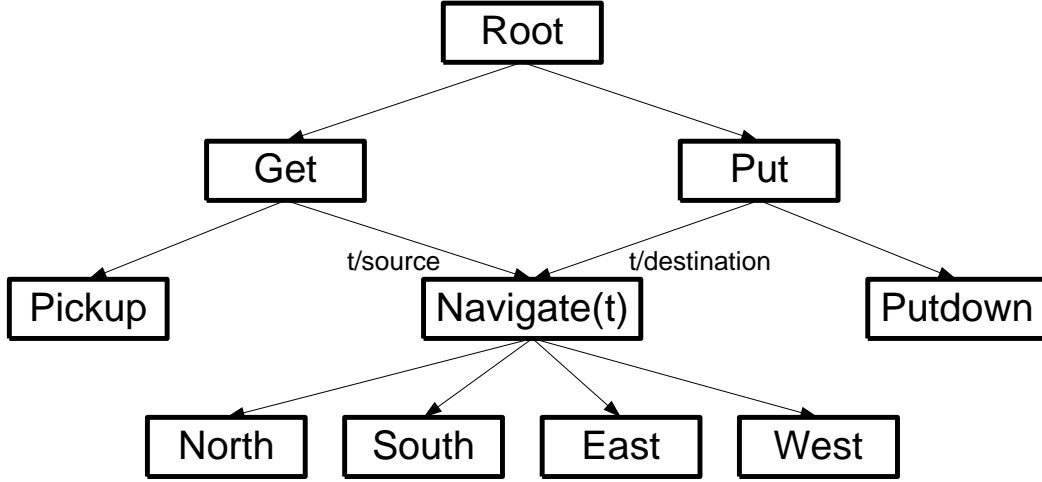 Root
Get
Put
t/source
t/destination
Pickup
Navigate(t)
Putdown
North
South
East
West